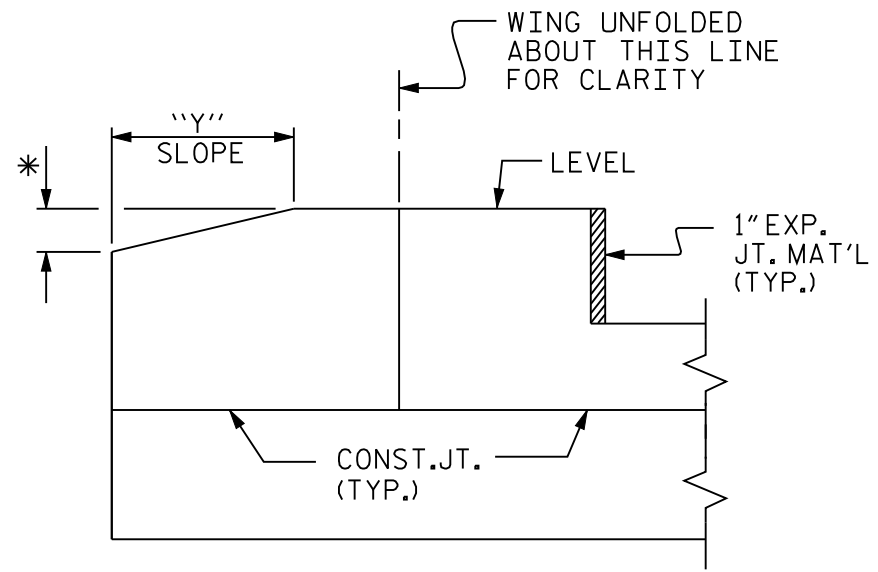 WING UNFOLDED
ABOUT THIS LINE
FOR CLARITY
"Y"
SLOPE
*
LEVEL
1" EXP.
JT. MAT'L
(TYP.)
CONST. JT.
(TYP.)